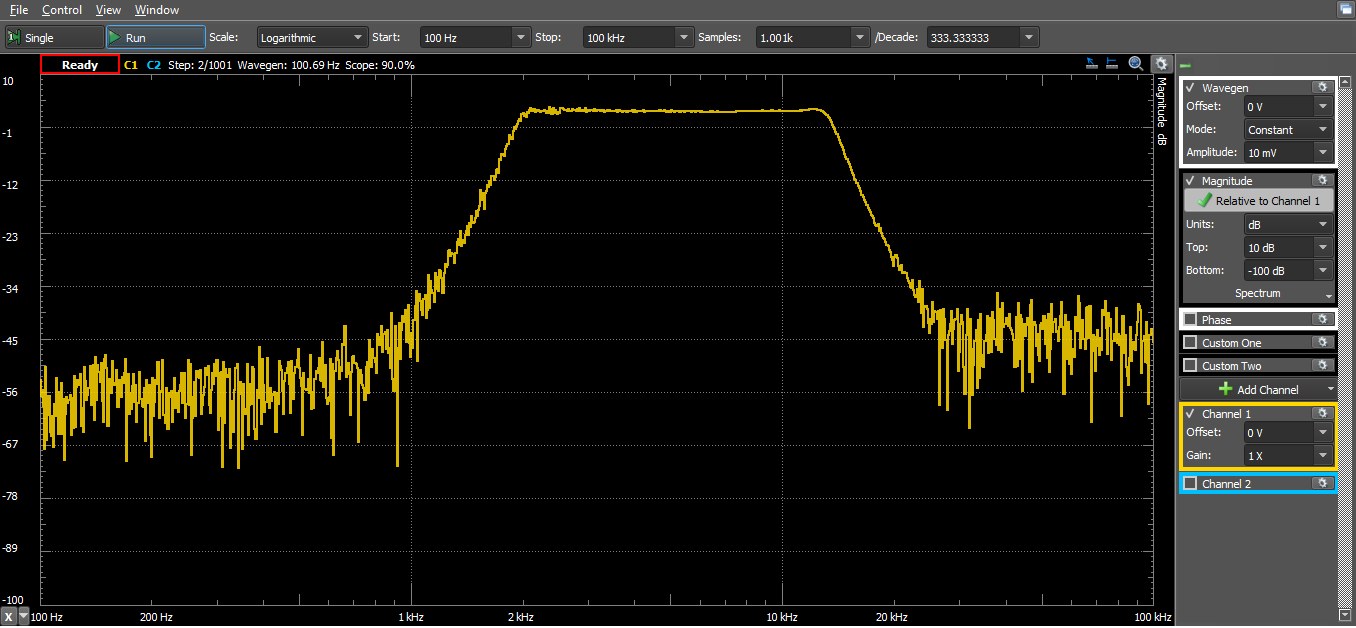 File Control View Window
Single Run Scale: Logarithmic Start: 100 Hz Stop: 100 kHz Samples: 1.001k /Decade: 333.333333
Ready C1 C2 Step: 2/1001 Wavegen: 100.69 Hz Scope: 90.0%
10
-1
-12
-23
-34
-45
-56
-67
-78
-89
-100
X 100 Hz 200 Hz 1 kHz 2 kHz 10 kHz 20 kHz 100 kHz
Magnitude dB
Wavegen
Offset: 0 V
Mode: Constant
Amplitude: 10 mV
Magnitude
Relative to Channel 1
Units: dB
Top: 10 dB
Bottom: -100 dB
Spectrum
Phase
Custom One
Custom Two
Add Channel
Channel 1
Offset: 0 V
Gain: 1 X
Channel 2